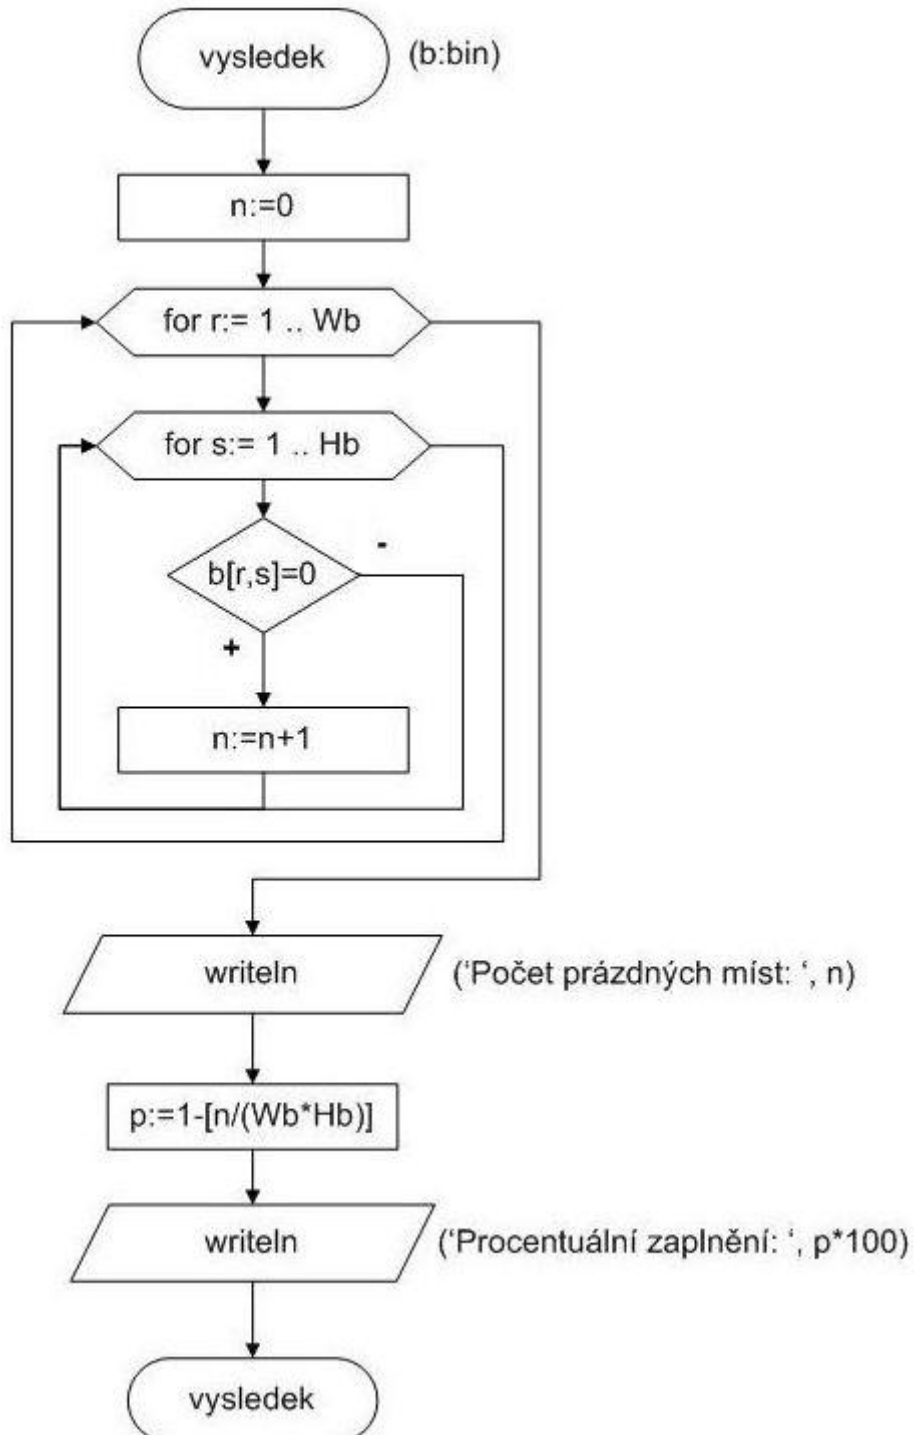 vysledek (b:bin)
n:=0
for r:= 1 .. Wb
for s:= 1 .. Hb
-
b[r,s]=0
+
n:=n+1
writeln (‘Počet prázdných míst: ‘, n)
p:=1-[n/(Wb*Hb)]
writeln (‘Procentuální zaplnění: ‘, p*100)
vysledek